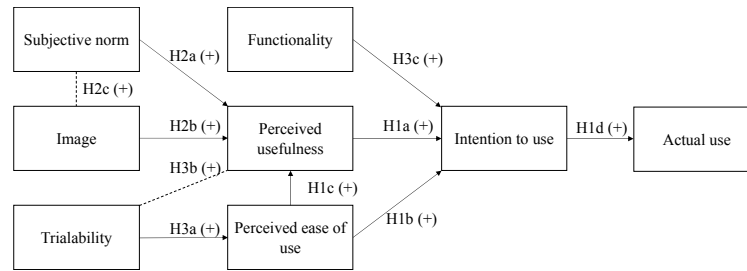 Subjective norm
Functionality
H2a (+)
H3c (+)
H2c (+)
Image
H2b (+)
Perceived
usefulness
H1a (+)
Intention to use
H1d (+)
Actual use
H3b (+)
H1c (+)
Trialability
H3a (+)
Perceived ease of
use
H1b (+)